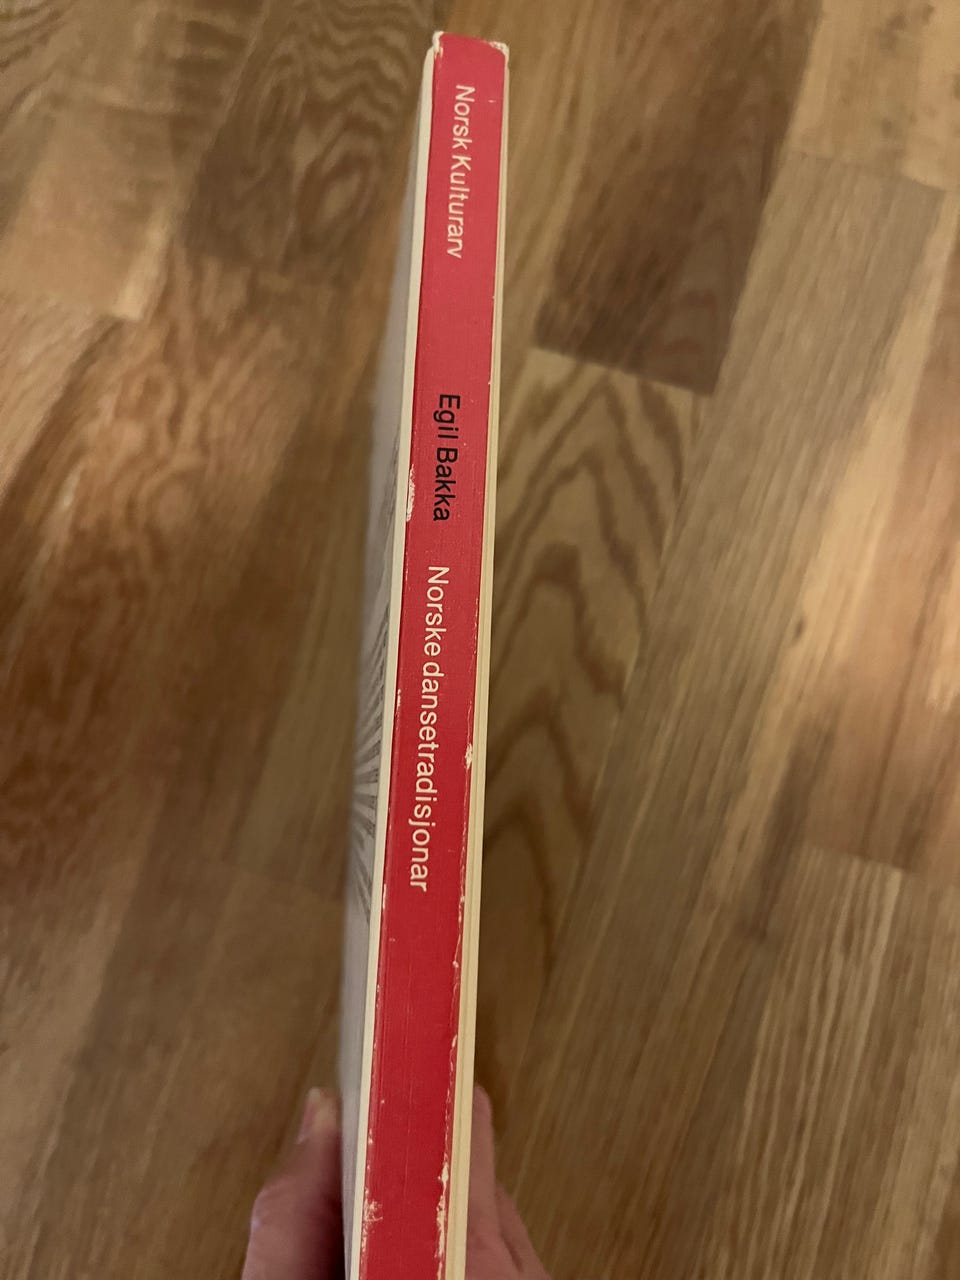 Norsk Kulturarv
Egil Bakka
Norske dansetradisjonar